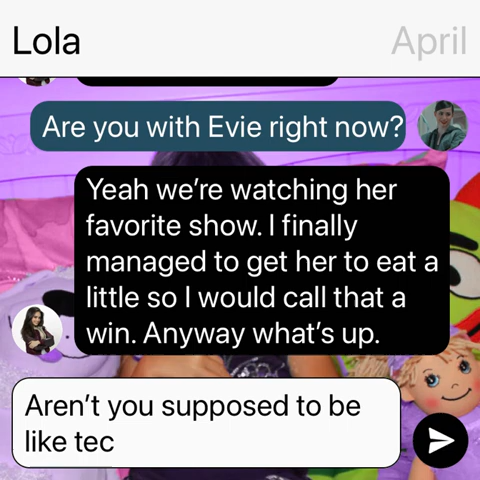 Lola
April
Are you with Evie right now?
Yeah we’re watching her
favorite show. I finally
managed to get her to eat a
little so I would call that a
win. Anyway what’s up.
Aren’t you supposed to be
like tec